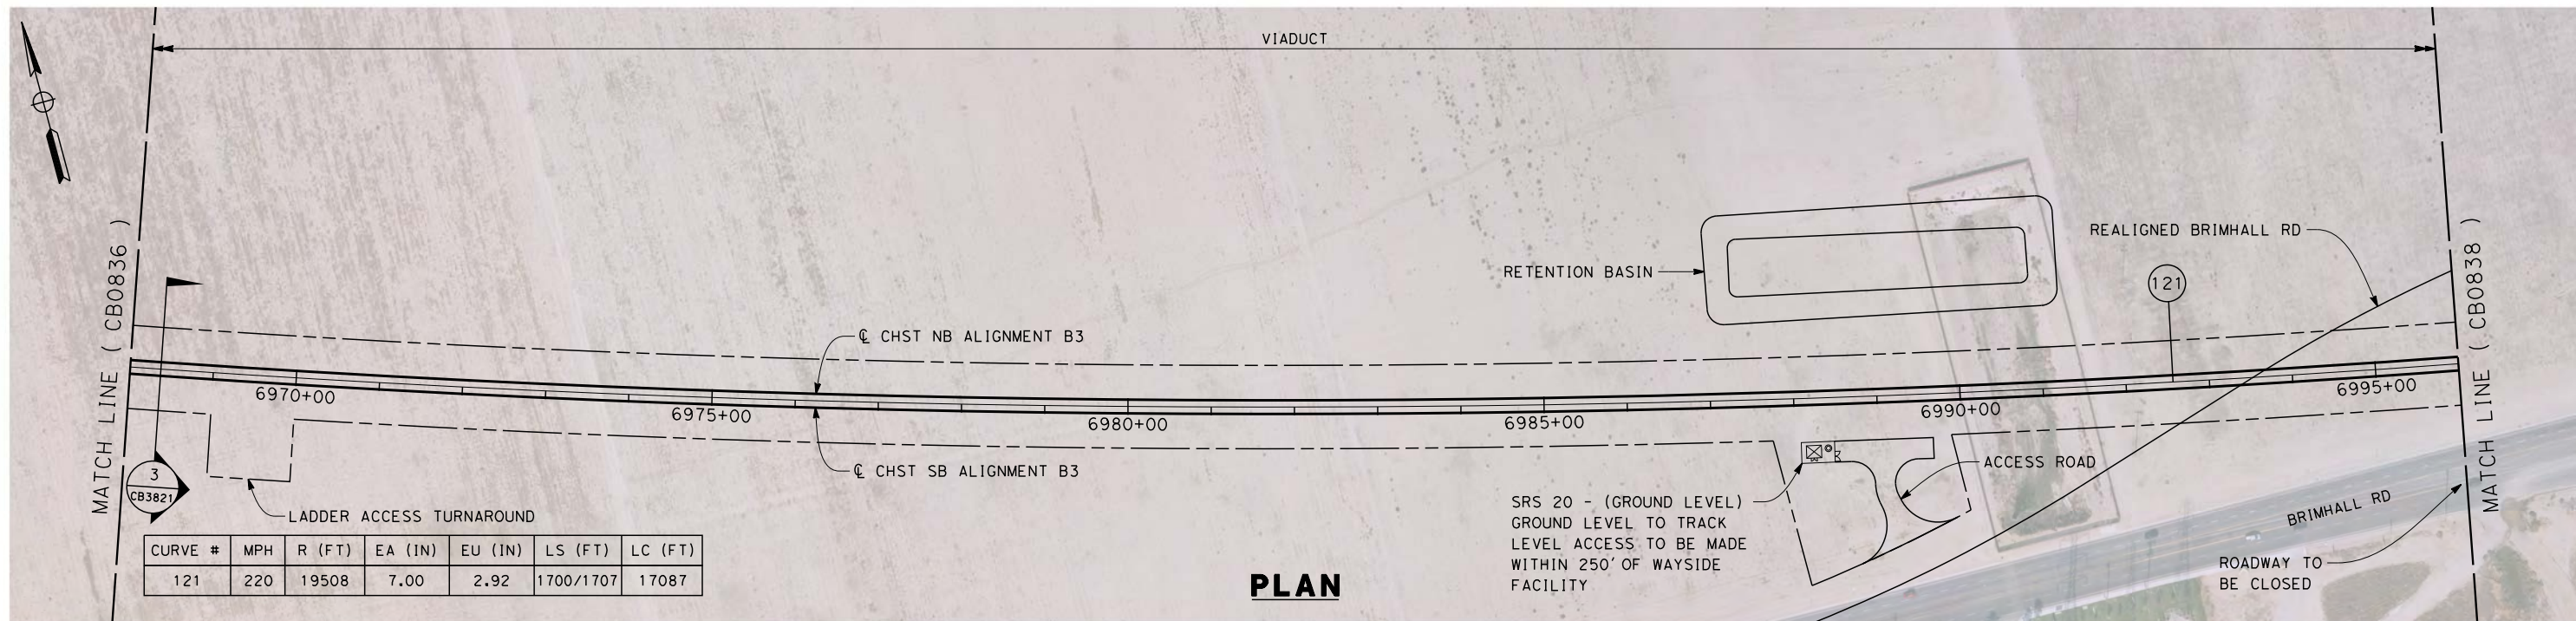 VIADUCT
MATCH LINE ( CB0836 )
MATCH LINE ( CB0838 )
REALIGNED BRIMHALL RD
RETENTION BASIN
121
℄ CHST NB ALIGNMENT B3
6970+00
6975+00
6980+00
6985+00
6990+00
6995+00
℄ CHST SB ALIGNMENT B3
3
CB3821
LADDER ACCESS TURNAROUND
ACCESS ROAD
SRS 20 - (GROUND LEVEL)
GROUND LEVEL TO TRACK
LEVEL ACCESS TO BE MADE
WITHIN 250' OF WAYSIDE
FACILITY
BRIMHALL RD
ROADWAY TO
BE CLOSED
CURVE # MPH R (FT) EA (IN) EU (IN) LS (FT) LC (FT)
121 220 19508 7.00 2.92 1700/1707 17087
PLAN